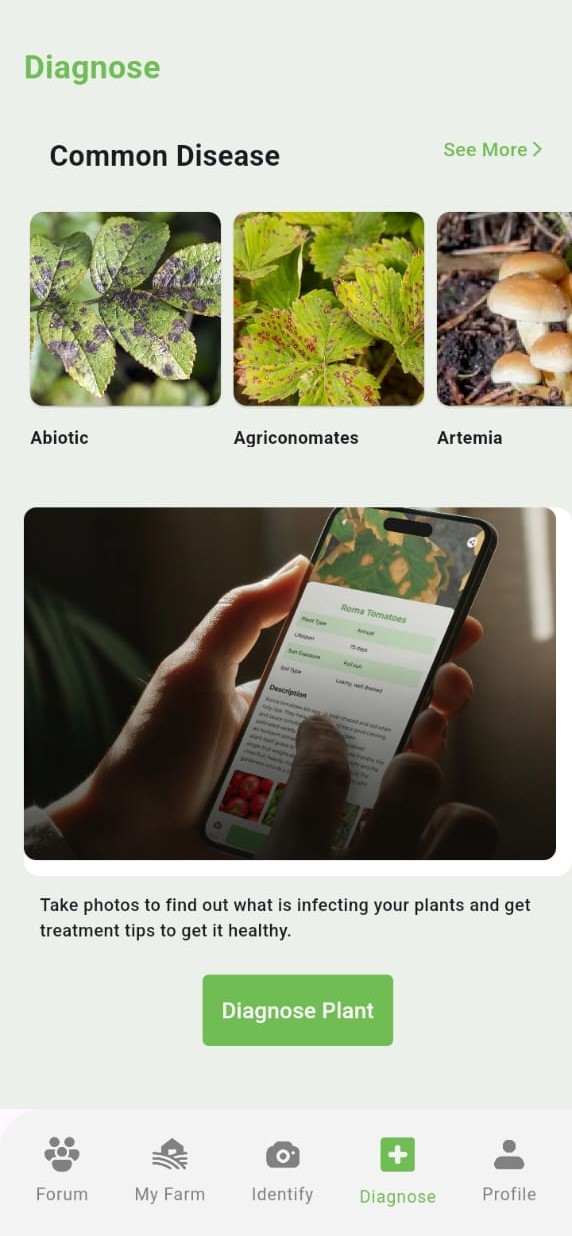 Diagnose
Common Disease
See More
Abiotic
Agriconomates
Artemia
Roma Tomatoes
Plant Type Annual
Lifespan 75 days
Sun Exposure Full sun
Soil Type Loamy, well drained
Description
Take photos to find out what is infecting your plants and get
treatment tips to get it healthy.
Diagnose Plant
Forum
My Farm
Identify
Diagnose
Profile